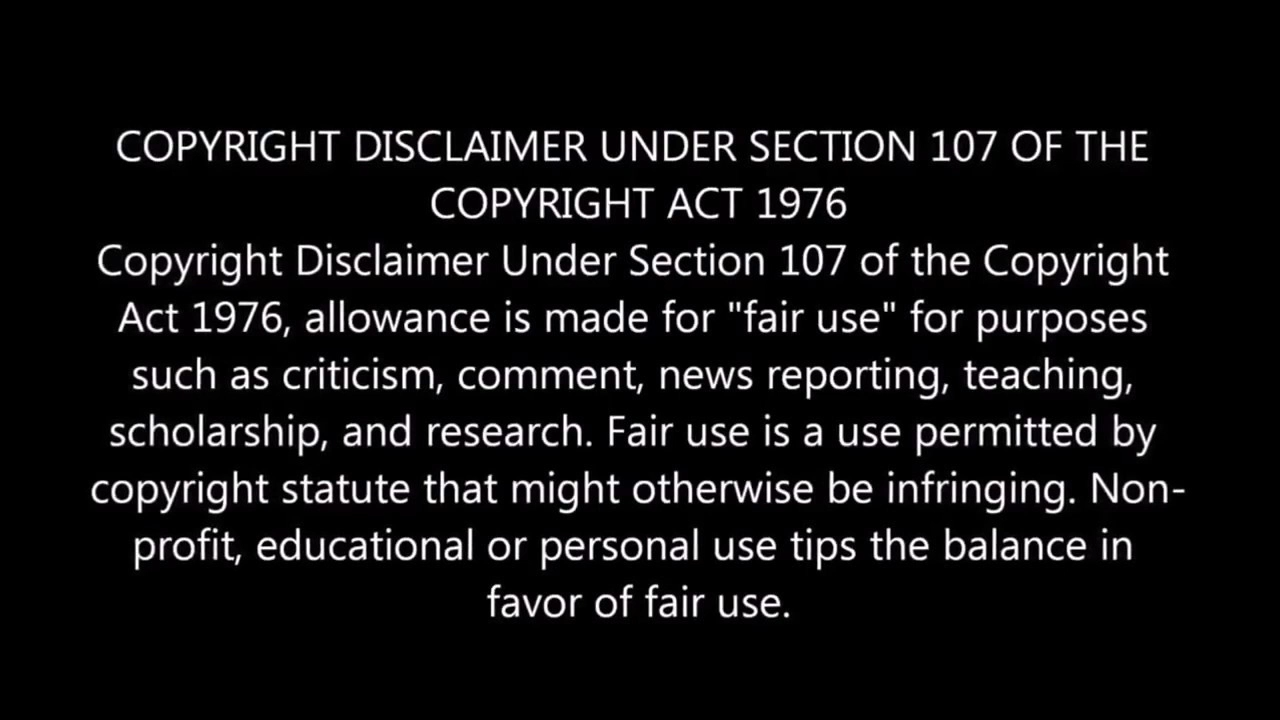 COPYRIGHT DISCLAIMER UNDER SECTION 107 OF THE
COPYRIGHT ACT 1976
Copyright Disclaimer Under Section 107 of the Copyright
Act 1976, allowance is made for "fair use" for purposes
such as criticism, comment, news reporting, teaching,
scholarship, and research. Fair use is a use permitted by
copyright statute that might otherwise be infringing. Non-
profit, educational or personal use tips the balance in
favor of fair use.